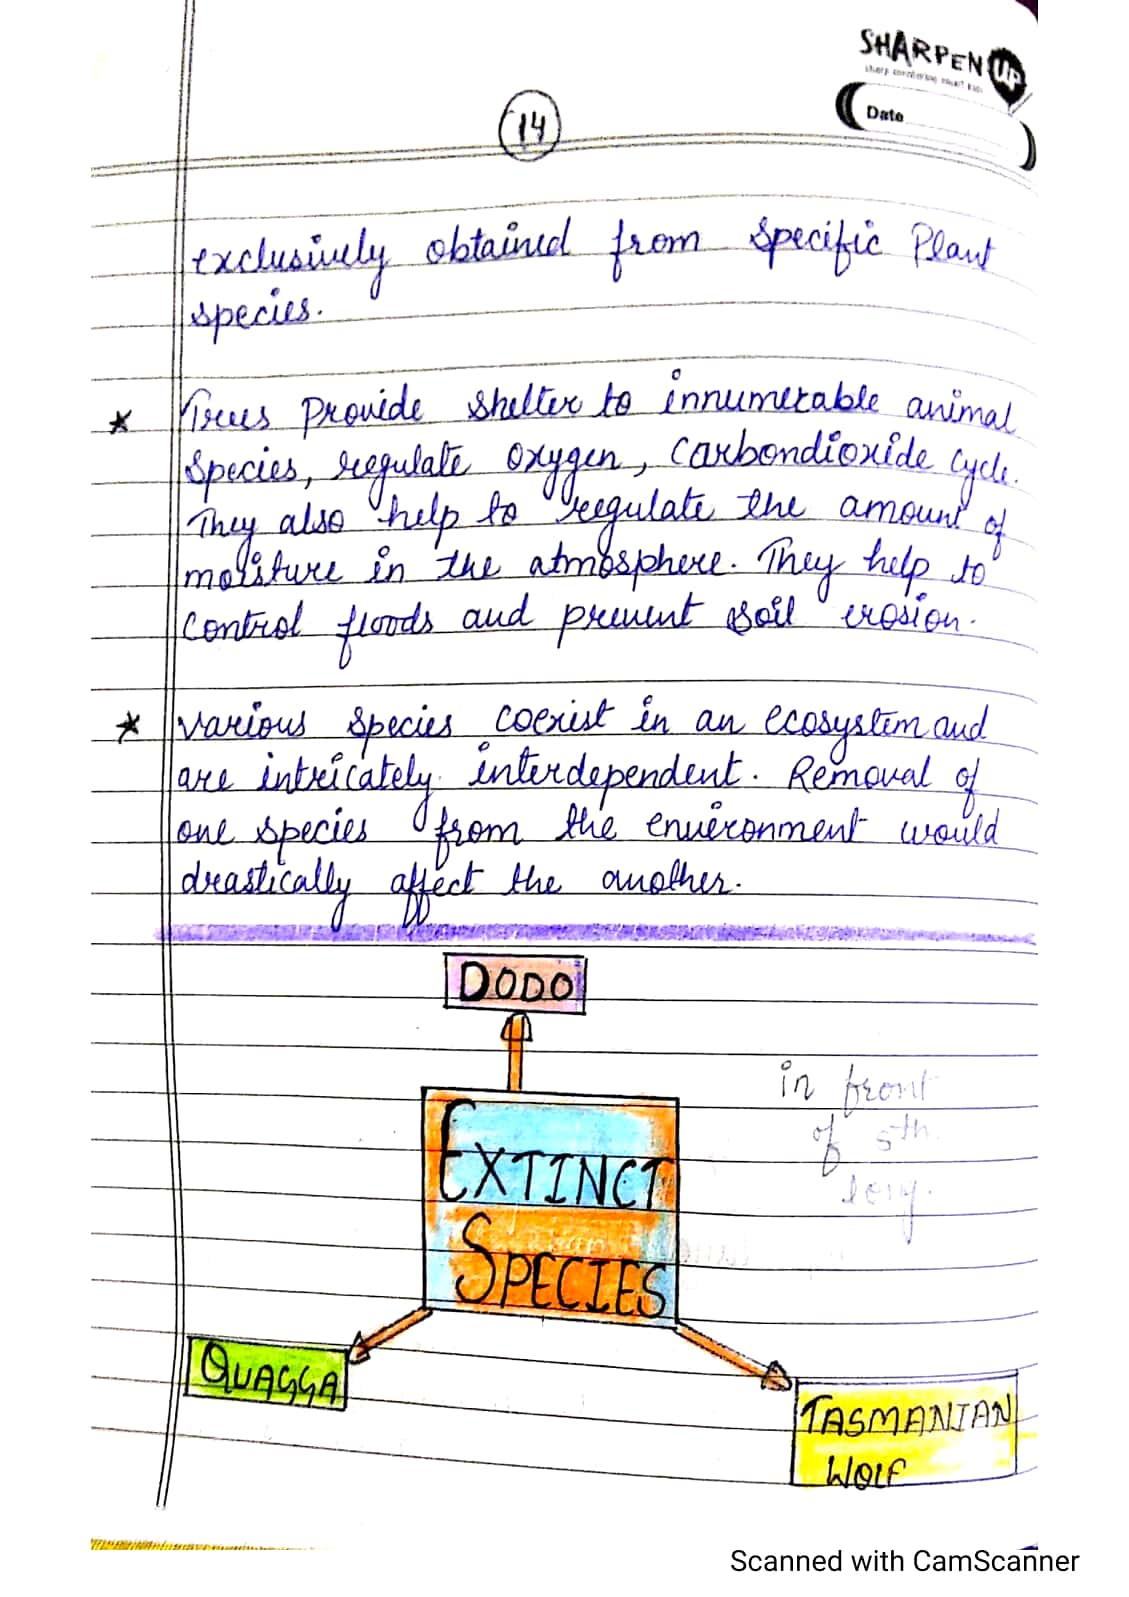 SHARPEN UP
Date
14
exclusively obtained from specific Plant
species.
* Trees provide shelter to innumerable animal
species, regulate oxygen, carbondioxide cycle.
They also help to regulate the amount of
moisture in the atmosphere. They help to
control floods and prevent soil erosion.
* Various species coexist in an ecosystem and
are intricately interdependent. Removal of
one species from the environment would
drastically affect the another.
DODO
in front
of 5th
EXTINCT
SPECIES
QUAGGA
TASMANIAN
WOLF
Scanned with CamScanner